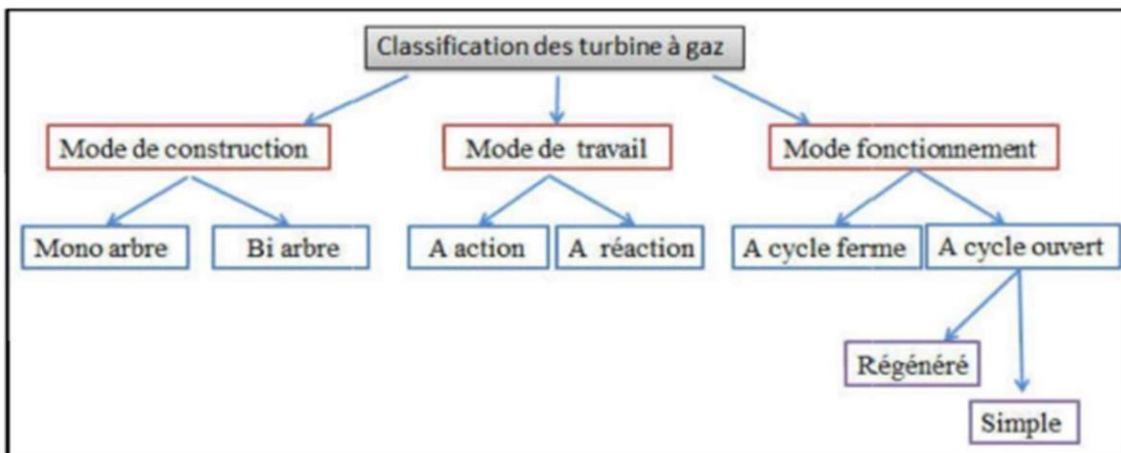 Classification des turbine à gaz
Mode de construction
Mode de travail
Mode fonctionnement
Mono arbre
Bi arbre
A action
A réaction
A cycle ferme
A cycle ouvert
Régénéré
Simple